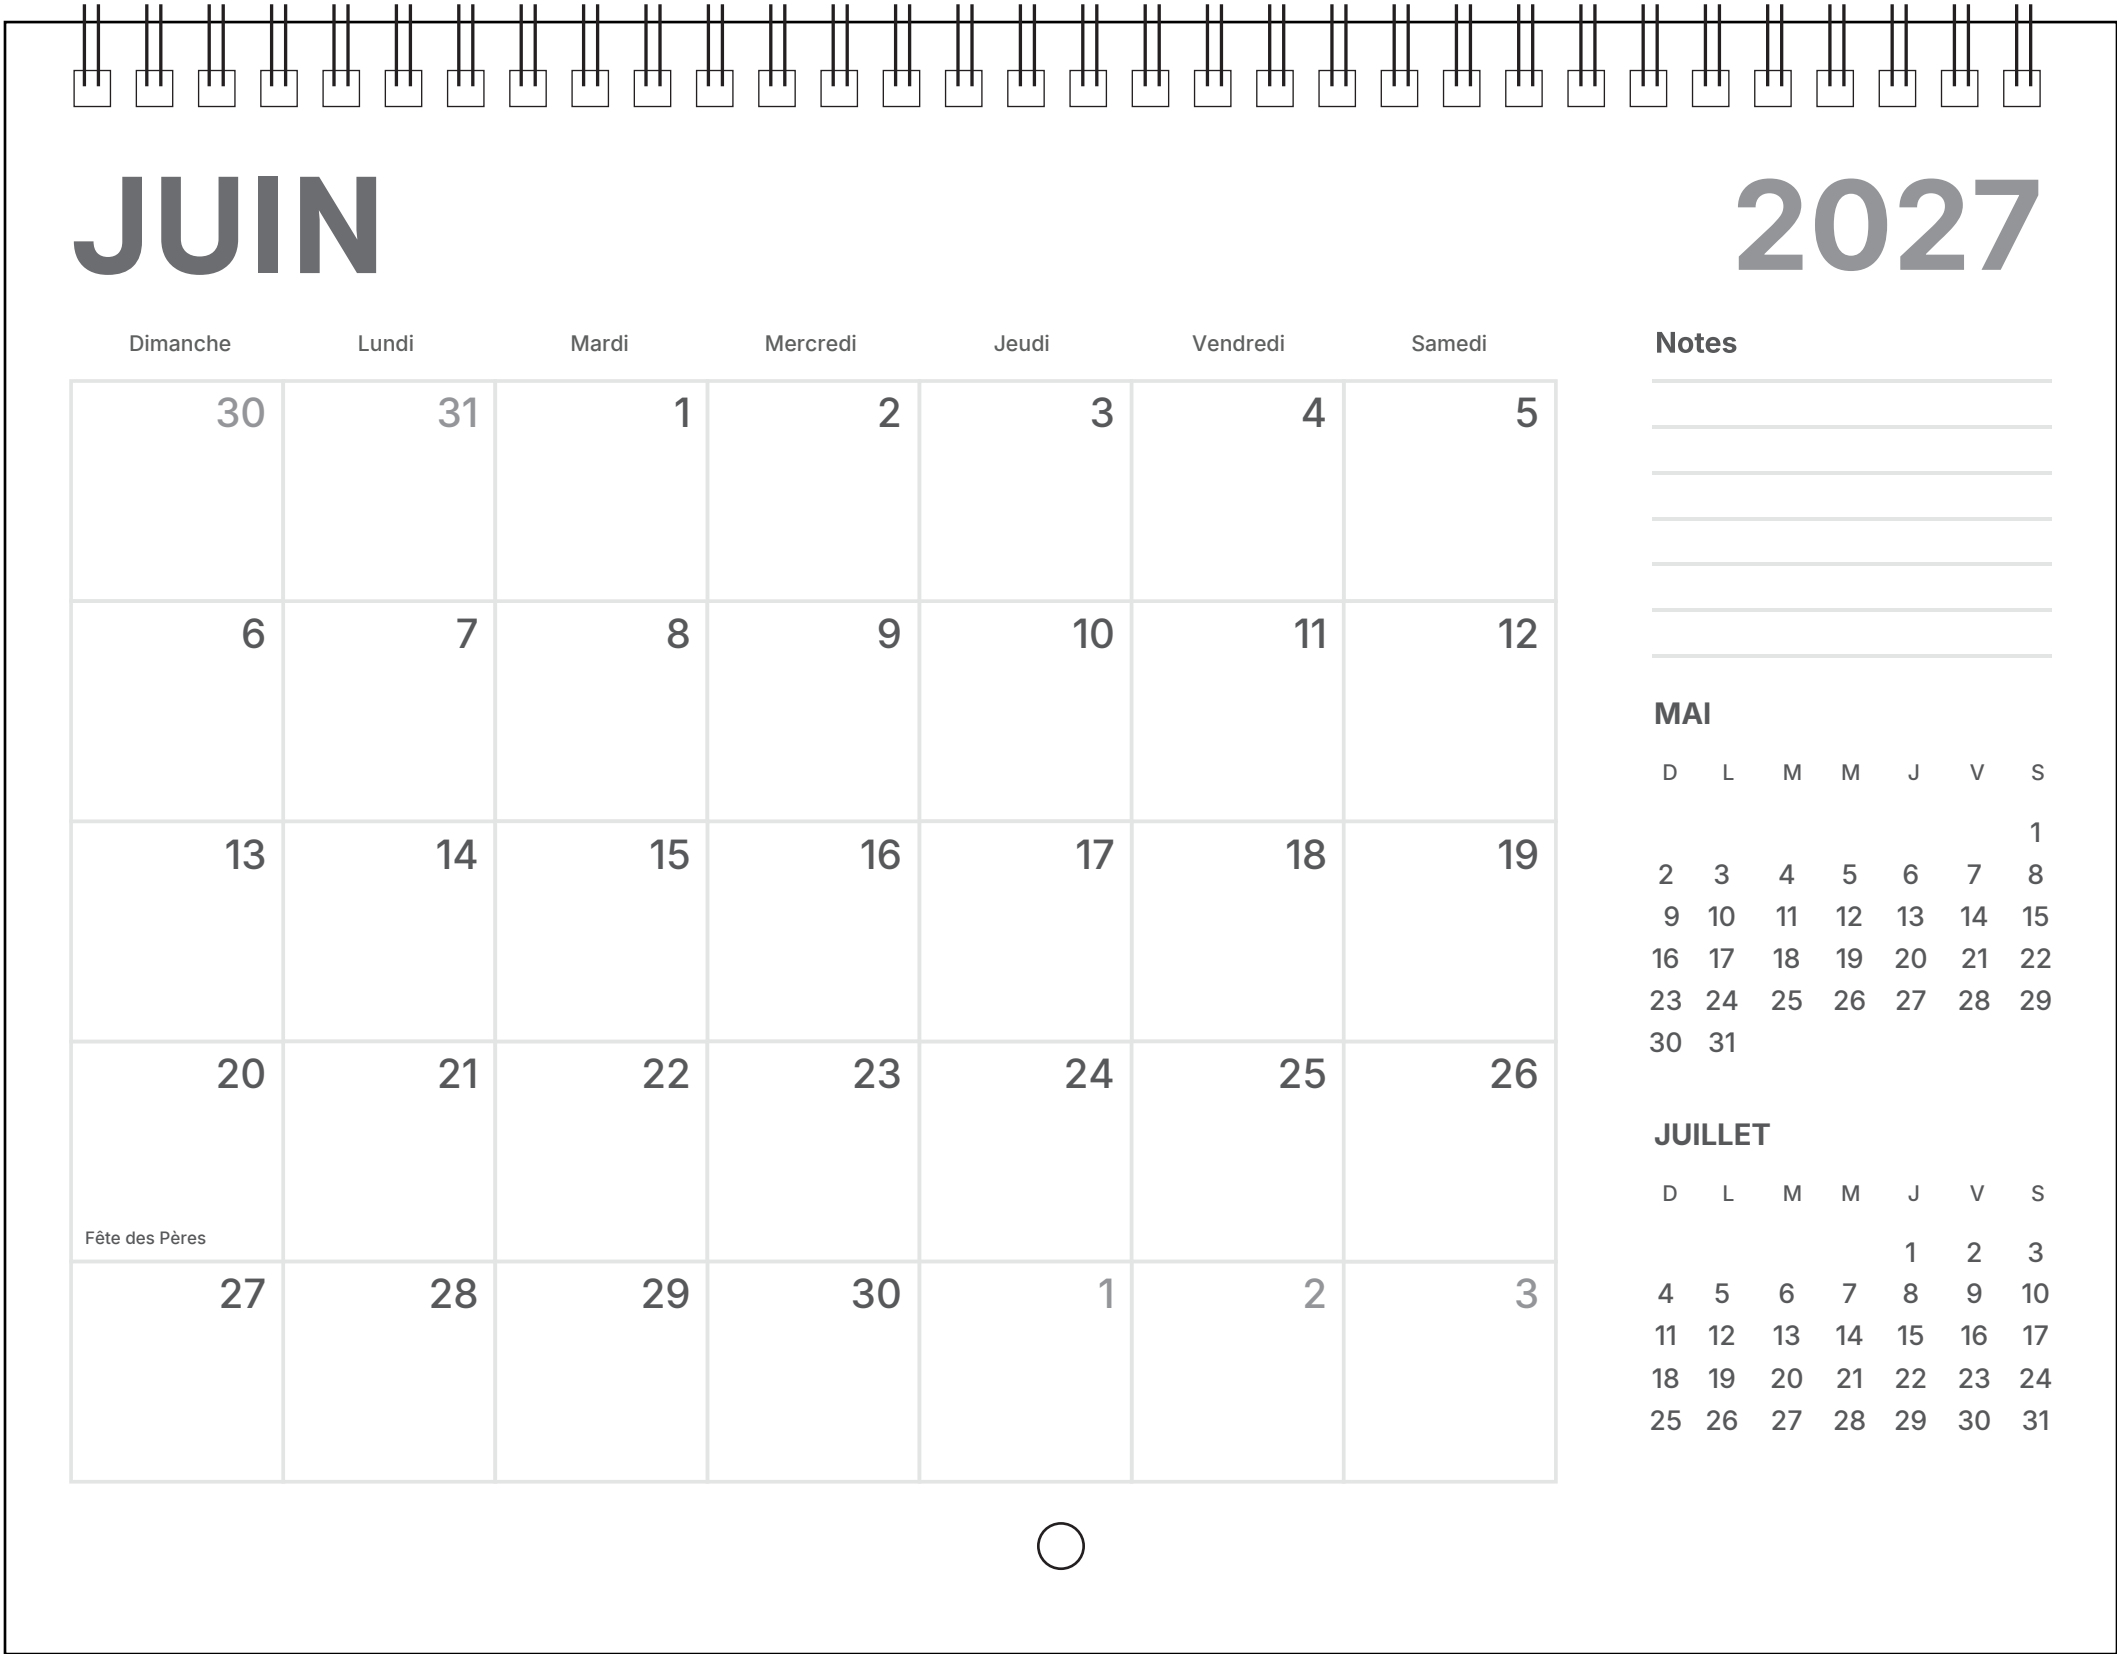 JUIN 2027
Dimanche Lundi Mardi Mercredi Jeudi Vendredi Samedi
30 31 1 2 3 4 5
6 7 8 9 10 11 12
13 14 15 16 17 18 19
20 21 22 23 24 25 26
Fête des Pères
27 28 29 30 1 2 3
Notes
MAI
D L M M J V S
1
2 3 4 5 6 7 8
9 10 11 12 13 14 15
16 17 18 19 20 21 22
23 24 25 26 27 28 29
30 31
JUILLET
D L M M J V S
1 2 3
4 5 6 7 8 9 10
11 12 13 14 15 16 17
18 19 20 21 22 23 24
25 26 27 28 29 30 31